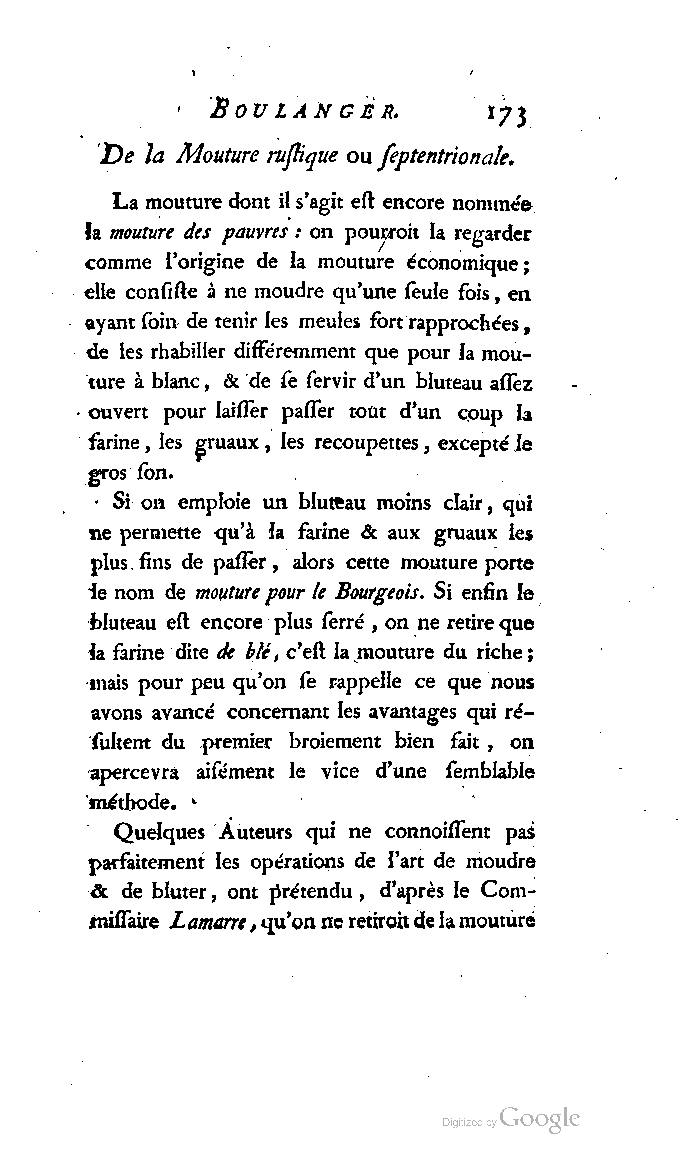 BOULANGER. 173
De la Mouture ruſtique ou ſeptentrionale.
La mouture dont il s'agit eſt encore nommée
la mouture des pauvres : on pourroit la regarder
comme l'origine de la mouture économique ;
elle conſiſte à ne moudre qu'une ſeule fois, en
ayant ſoin de tenir les meules fort rapprochées,
de les rhabiller différemment que pour la mou-
ture à blanc, & de ſe ſervir d'un bluteau aſſez
ouvert pour laiſſer paſſer tout d'un coup la
farine, les gruaux, les recoupettes, excepté le
gros ſon.
Si on emploie un bluteau moins clair, qui
ne permette qu'à la farine & aux gruaux les
plus fins de paſſer, alors cette mouture porte
le nom de mouture pour le Bourgeois. Si enfin le
bluteau eſt encore plus ſerré, on ne retire que
la farine dite de blé, c'eſt la mouture du riche ;
mais pour peu qu'on ſe rappelle ce que nous
avons avancé concernant les avantages qui ré-
ſultent du premier broiement bien fait, on
apercevra aiſément le vice d'une ſemblable
méthode.
Quelques Auteurs qui ne connoiſſent pas
parfaitement les opérations de l'art de moudre
& de bluter, ont prétendu, d'après le Com-
miſſaire Lamarre, qu'on ne retiroit de la mouture
Digitized by Google